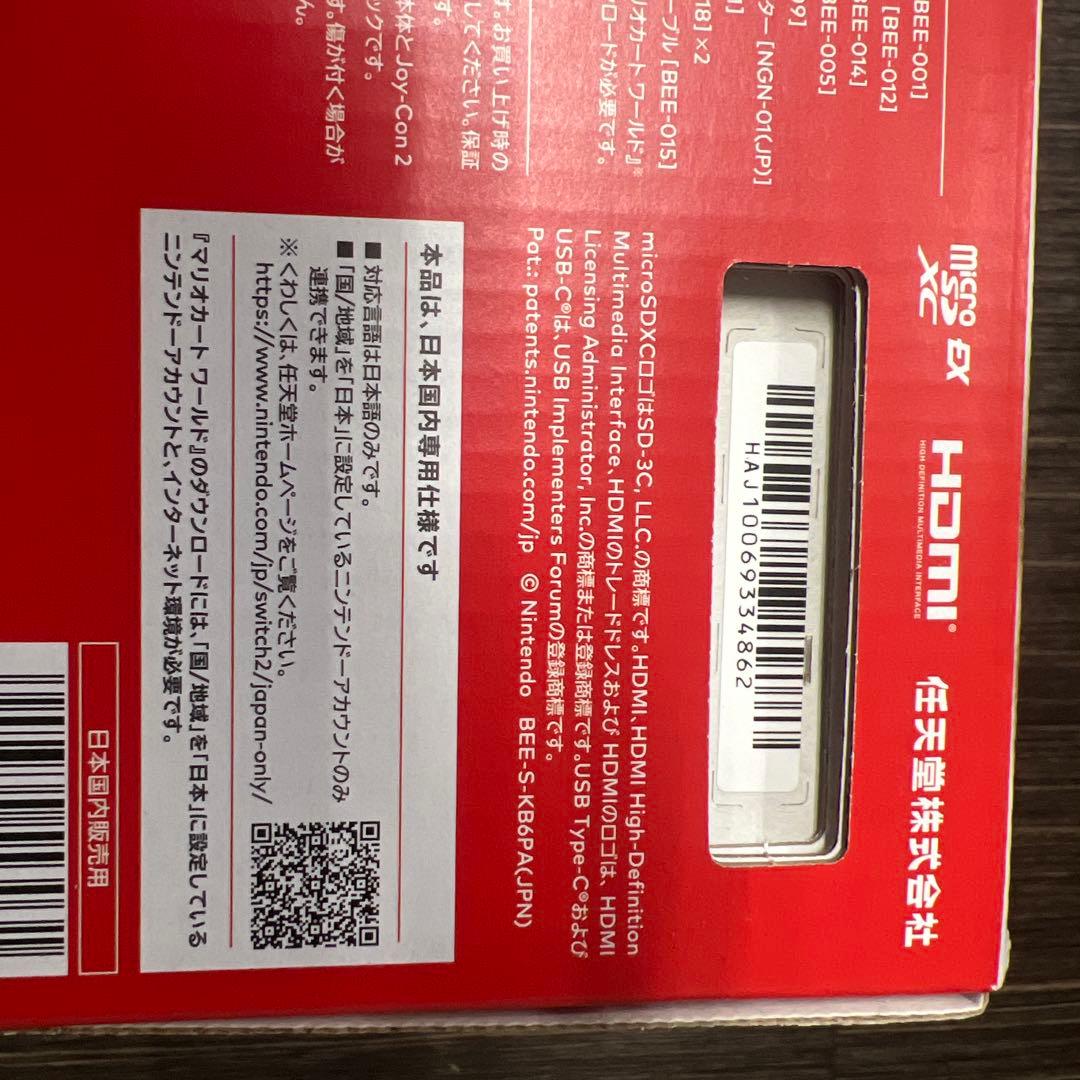 BEE-001]
[BEE-012]
BEE-014]
BEE-005]
ター [NGN-01(JP)]
18] ×2
ーブル [BEE-015]
リオカート ワールド』※
ロードが必要です。
す。お買い上げ時の
してください。保証
す。
本体とJoy-Con 2
ックです。
す。傷が付く場合が
ん。
micro
SD
XC
EX
HDMI®
HIGH DEFINITION MULTIMEDIA INTERFACE
任天堂株式会社
HAJ10069334862
microSDXCロゴはSD-3C, LLC.の商標です。HDMI、HDMI High-Definition
Multimedia Interface、HDMIのトレードドレスおよび HDMIのロゴは、HDMI
Licensing Administrator, Inc.の商標または登録商標です。USB Type-C®および
USB-C®は、USB Implementers Forumの登録商標です。
Pat.: patents.nintendo.com/jp © Nintendo BEE-S-KB6PA(JPN)
本品は、日本国内専用仕様です
■ 対応言語は日本語のみです。
■ 「国/地域」を「日本」に設定しているニンテンドーアカウントのみ
連携できます。
※くわしくは、任天堂ホームページをご覧ください。
https://www.nintendo.com/jp/switch2/japan-only/
『マリオカート ワールド』のダウンロードには、「国/地域」を「日本」に設定している
ニンテンドーアカウントと、インターネット環境が必要です。
日本国内販売用